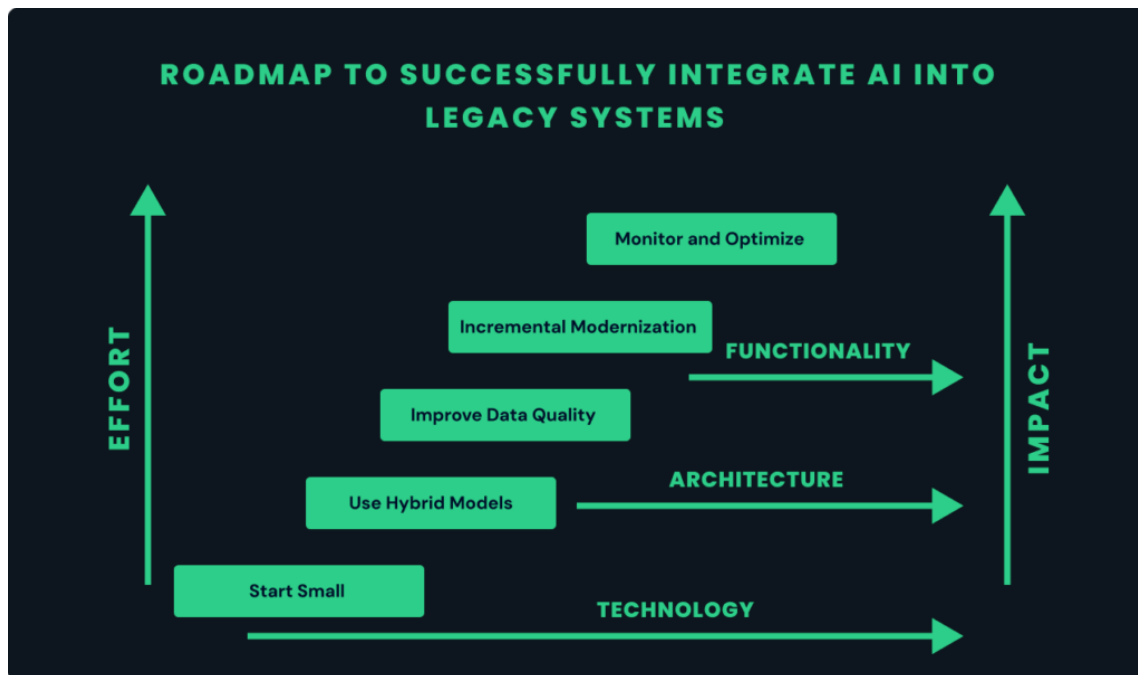 ROADMAP TO SUCCESSFULLY INTEGRATE AI INTO
LEGACY SYSTEMS
Monitor and Optimize
Incremental Modernization
FUNCTIONALITY
EFFORT
IMPACT
Improve Data Quality
ARCHITECTURE
Use Hybrid Models
Start Small
TECHNOLOGY